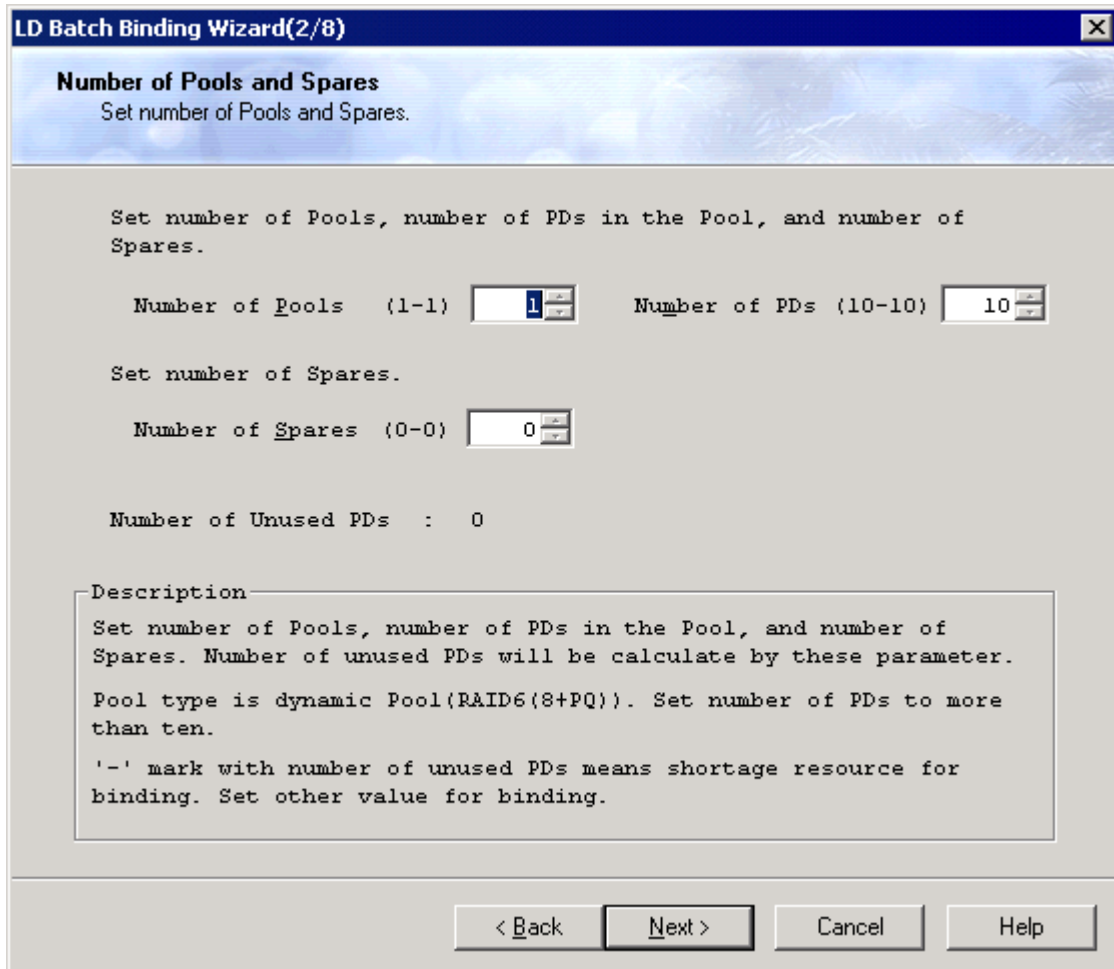 LD Batch Binding Wizard(2/8)
Number of Pools and Spares
Set number of Pools and Spares.
Set number of Pools, number of PDs in the Pool, and number of
Spares.
Number of Pools (1-1) 1 Number of PDs (10-10) 10
Set number of Spares.
Number of Spares (0-0) 0
Number of Unused PDs : 0
Description
Set number of Pools, number of PDs in the Pool, and number of
Spares. Number of unused PDs will be calculate by these parameter.
Pool type is dynamic Pool(RAID6(8+PQ)). Set number of PDs to more
than ten.
'-' mark with number of unused PDs means shortage resource for
binding. Set other value for binding.
< Back Next > Cancel Help